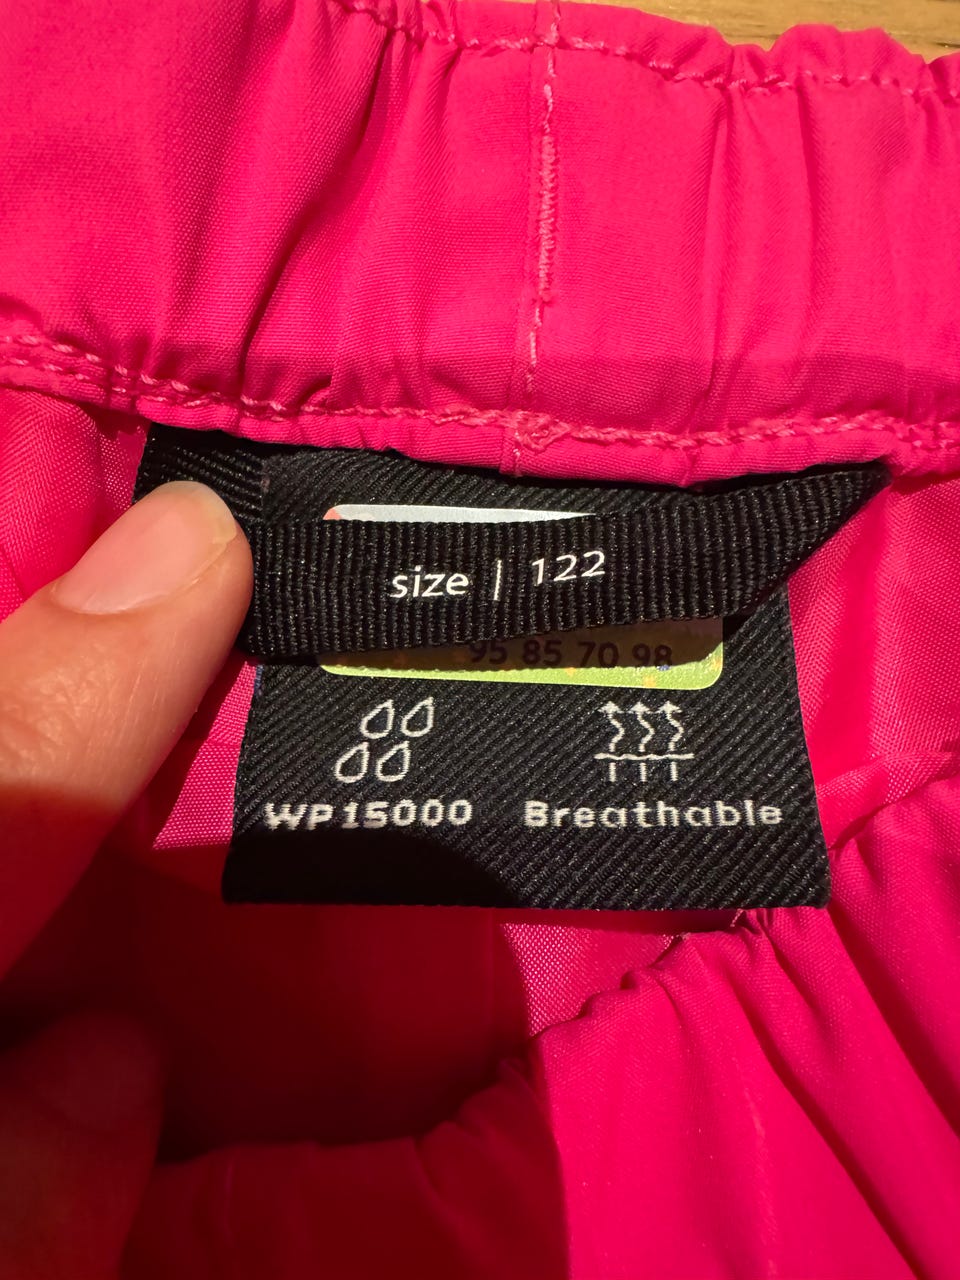 size | 122
95 85 70 98
WP15000 Breathable